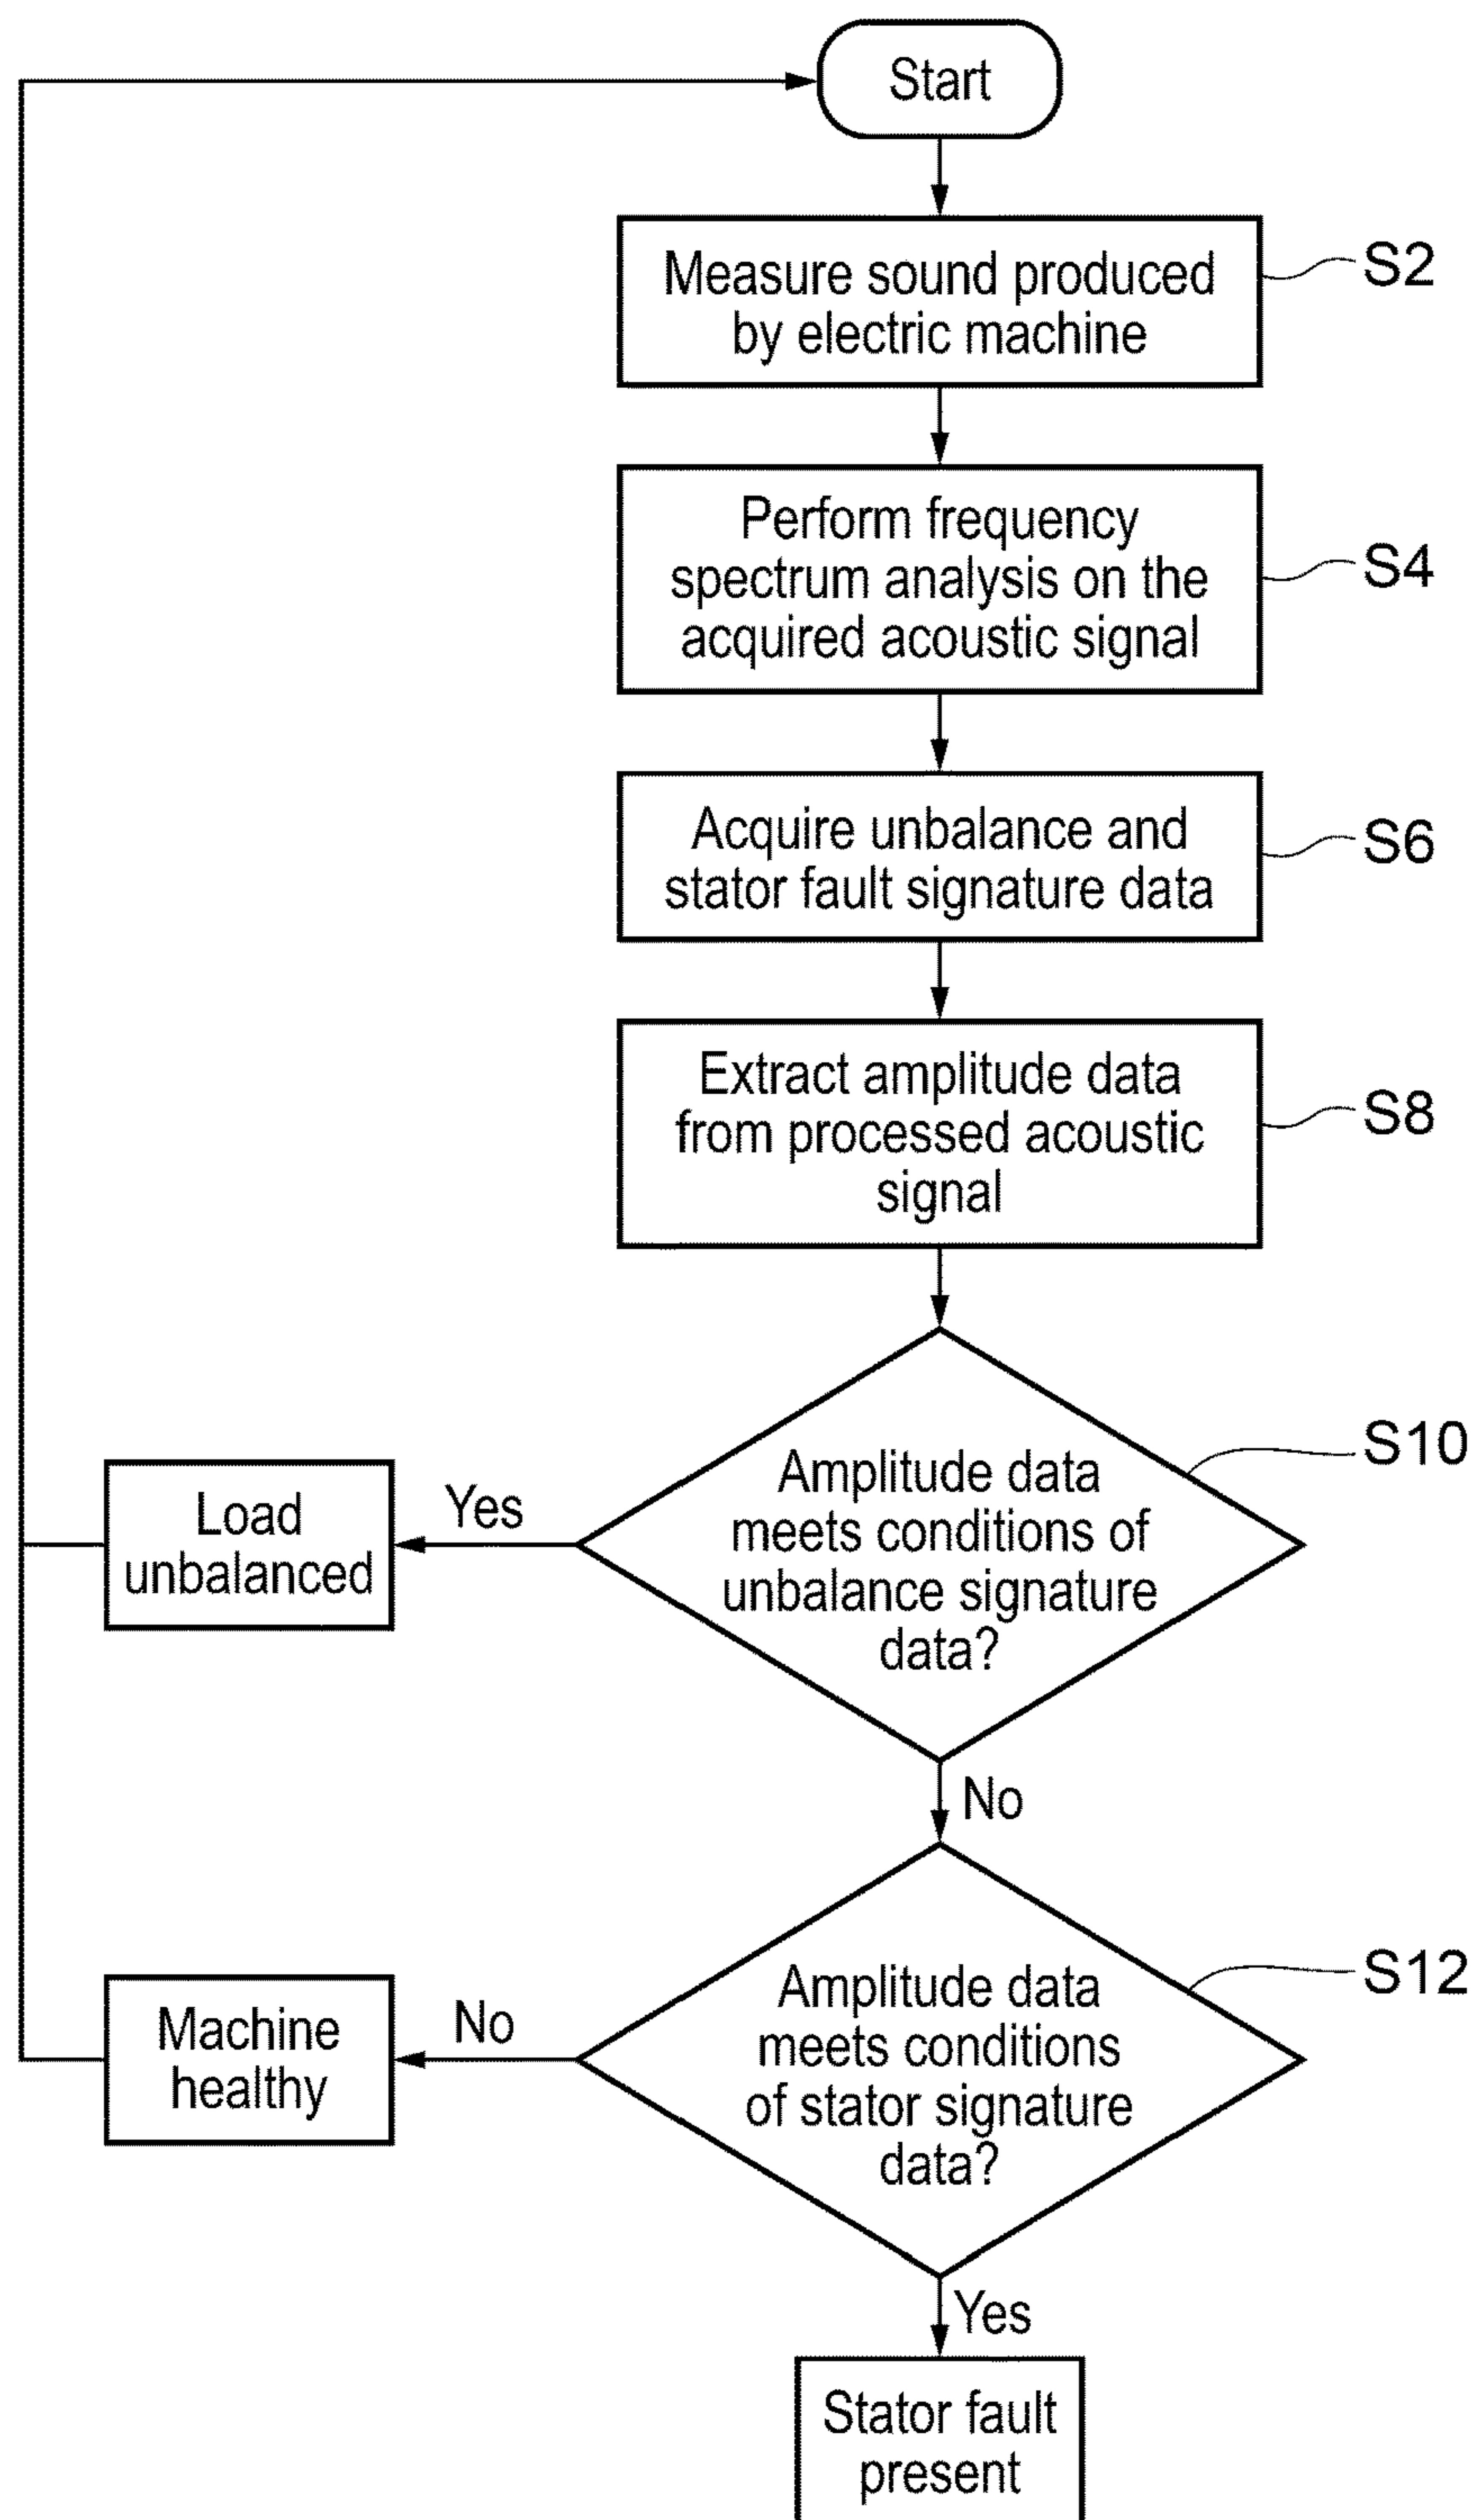 Start
Measure sound produced
by electric machine
S2
Perform frequency
spectrum analysis on the
acquired acoustic signal
S4
Acquire unbalance and
stator fault signature data
S6
Extract amplitude data
from processed acoustic
signal
S8
Amplitude data
meets conditions of
unbalance signature
data?
S10
Yes
Load
unbalanced
No
Amplitude data
meets conditions
of stator signature
data?
S12
No
Machine
healthy
Yes
Stator fault
present